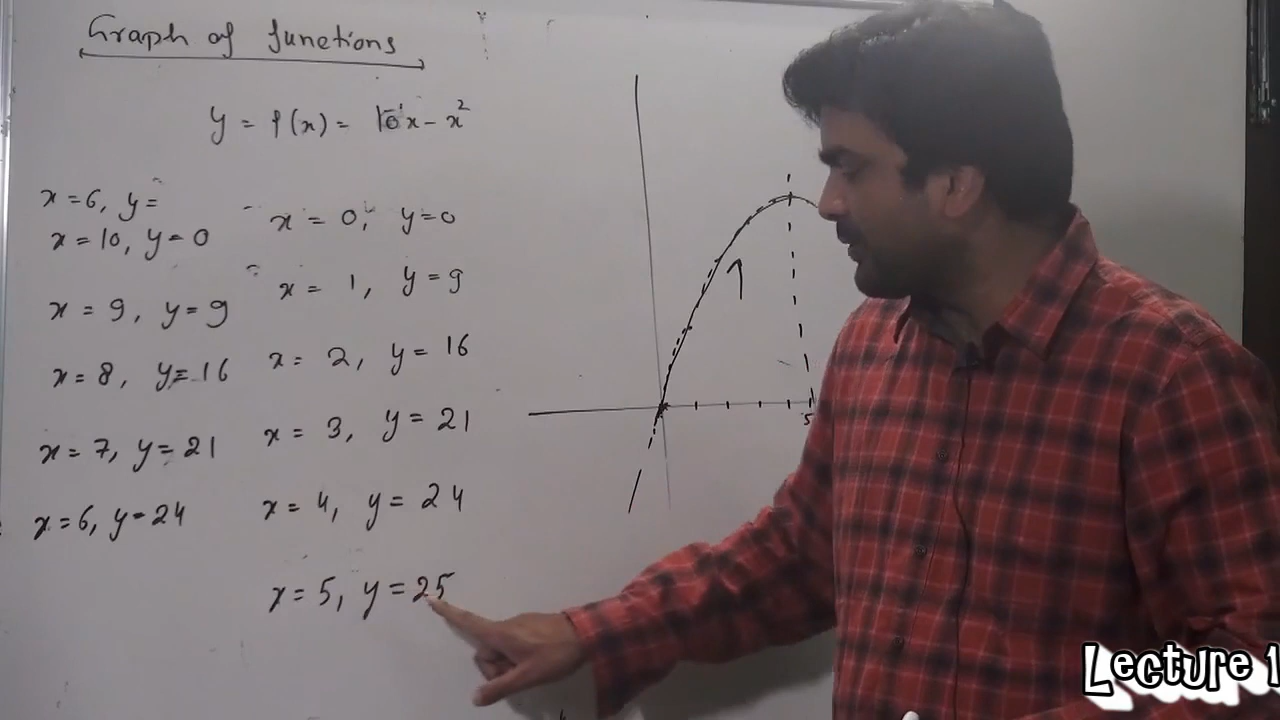 Graph of functions
y = f(x) = 10x - x²
x = 6, y =
x = 10, y = 0
x = 9, y = 9
x = 8, y = 16
x = 7, y = 21
x = 6, y = 24
x = 0, y = 0
x = 1, y = 9
x = 2, y = 16
x = 3, y = 21
x = 4, y = 24
x = 5, y = 25
5
Lecture 1